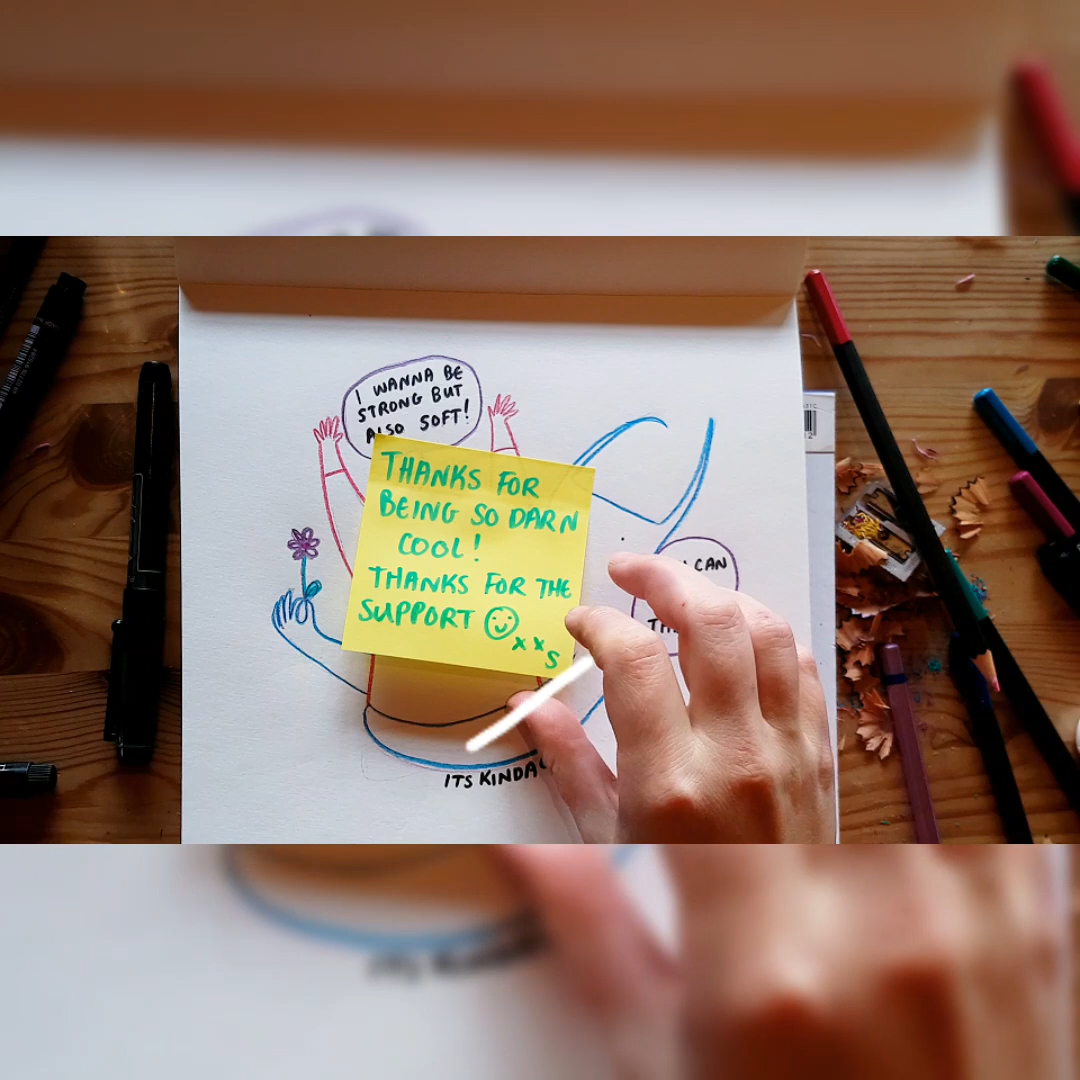 I WANNA BE
STRONG BUT
ALSO SOFT!
THANKS FOR
BEING SO DARN
COOL!
THANKS FOR THE
SUPPORT
x x S
CAN
ITS KINDA